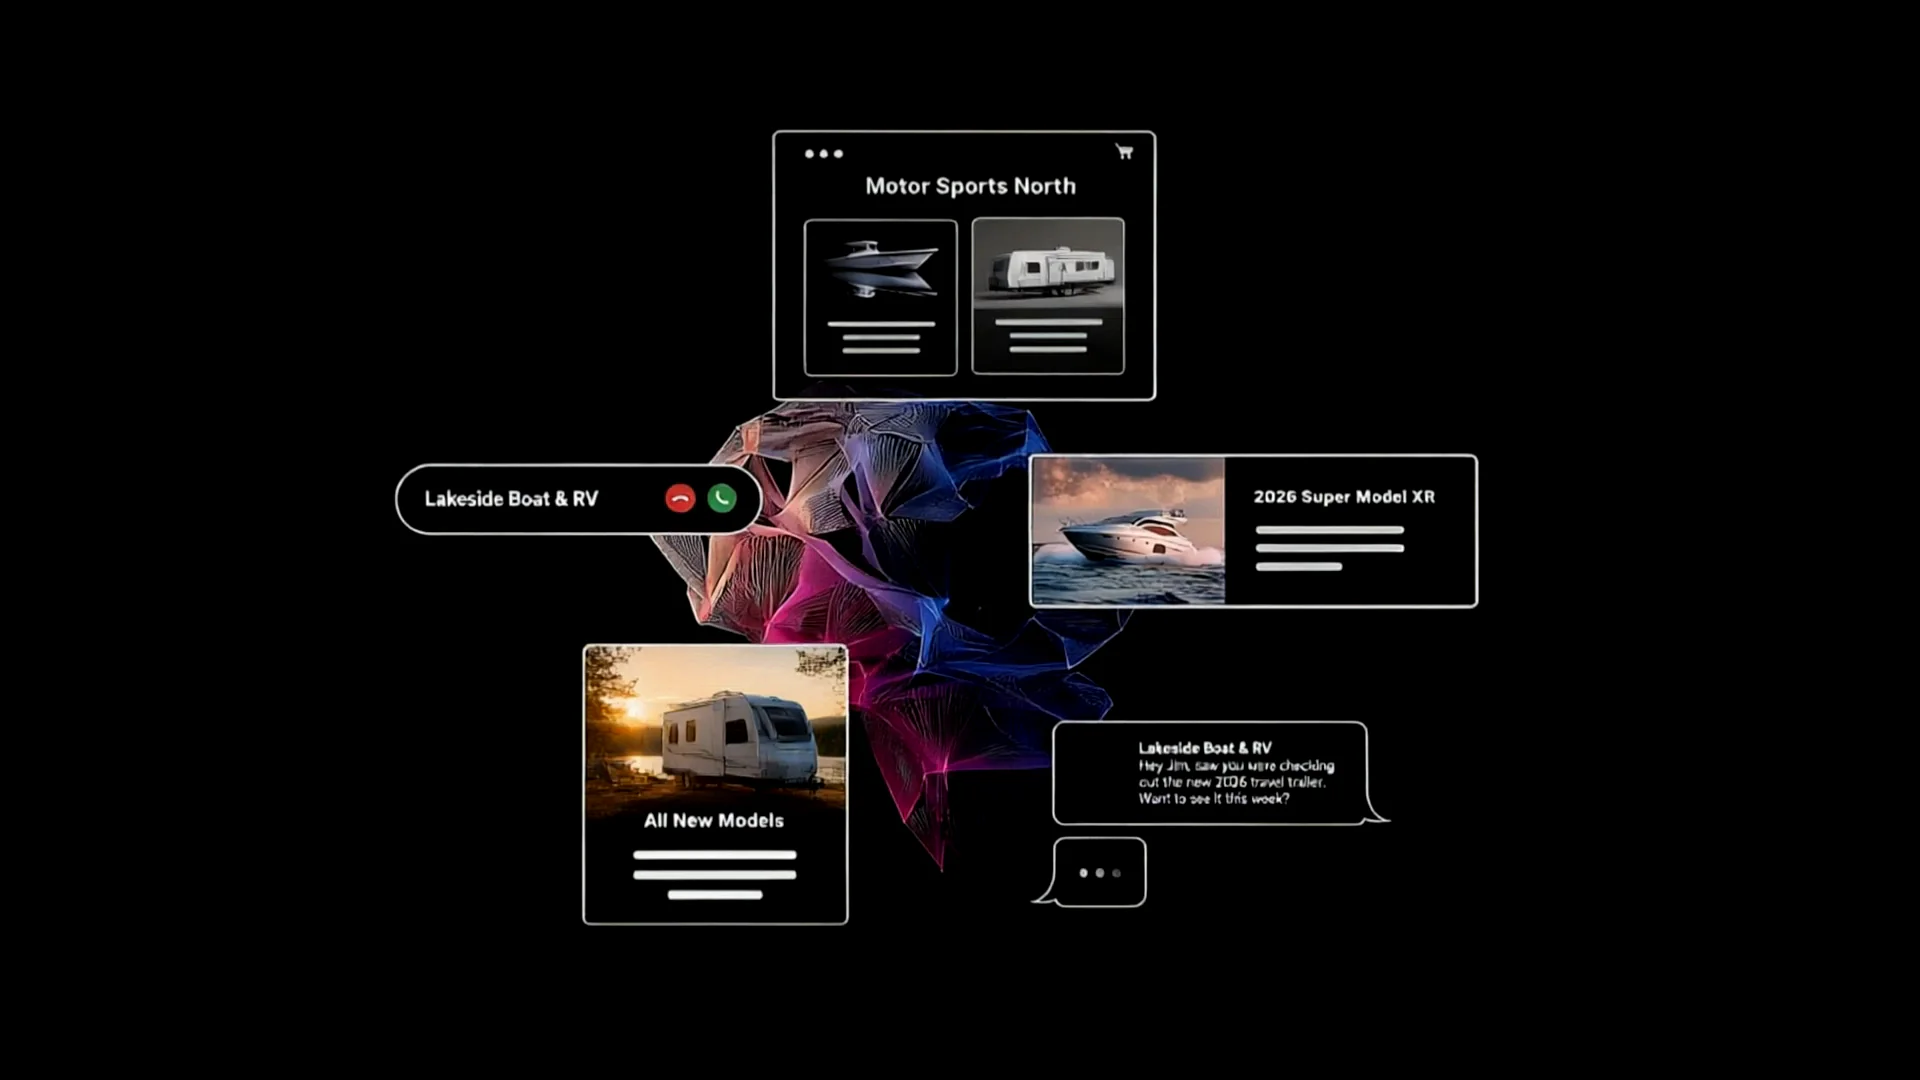 Motor Sports North
Lakeside Boat & RV
2026 Super Model XR
All New Models
Lakeside Boat & RV
Hey Jim, saw you were checking
out the new 2026 travel trailer.
Want to see it this week?